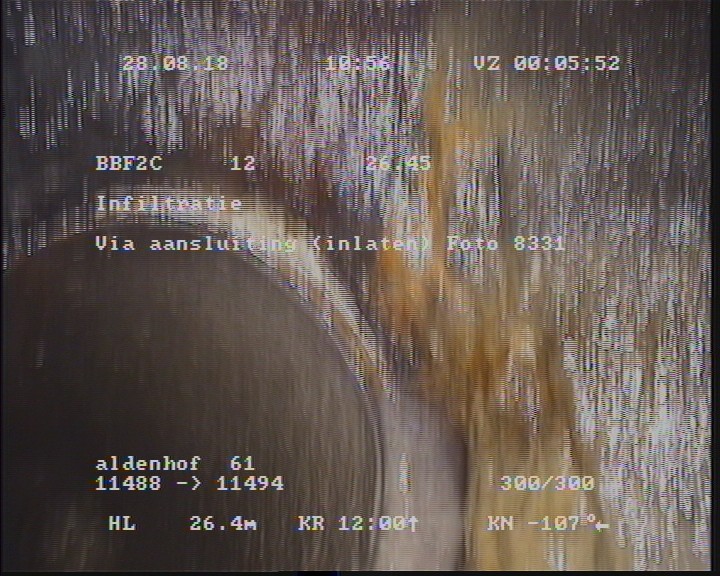 28.08.18 10:56 VZ 00:05:52
BBF2C 12 26.45
Infiltratie
Via aansluiting (inlaten) Foto 8331
aldenhof 61
11488 -> 11494 300/300
HL 26.4m KR 12:00↑ KN -107°←